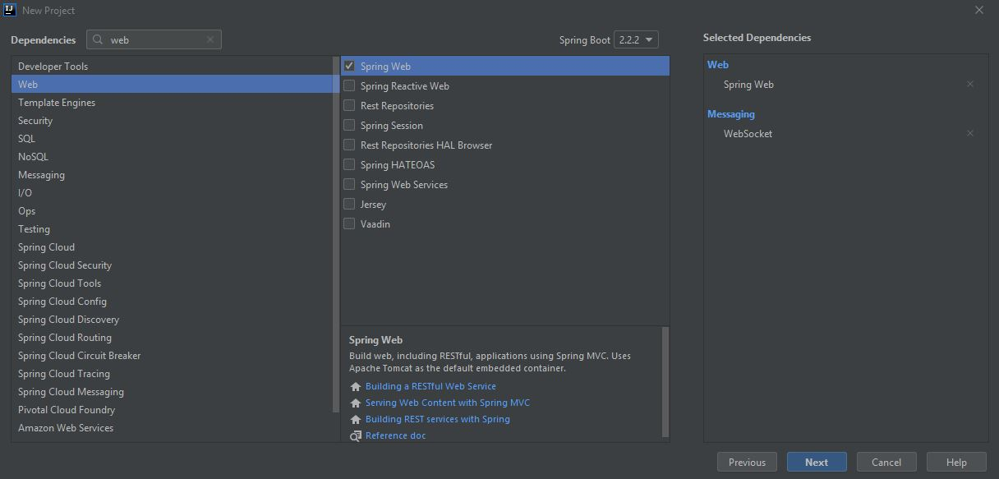 IJ New Project
Dependencies web Spring Boot 2.2.2 Selected Dependencies
Developer Tools
Web
Template Engines
Security
SQL
NoSQL
Messaging
I/O
Ops
Testing
Spring Cloud
Spring Cloud Security
Spring Cloud Tools
Spring Cloud Config
Spring Cloud Discovery
Spring Cloud Routing
Spring Cloud Circuit Breaker
Spring Cloud Tracing
Spring Cloud Messaging
Pivotal Cloud Foundry
Amazon Web Services
Spring Web
Spring Reactive Web
Rest Repositories
Spring Session
Rest Repositories HAL Browser
Spring HATEOAS
Spring Web Services
Jersey
Vaadin
Spring Web
Build web, including RESTful, applications using Spring MVC. Uses
Apache Tomcat as the default embedded container.
Building a RESTful Web Service
Serving Web Content with Spring MVC
Building REST services with Spring
Reference doc
Web
Spring Web
Messaging
WebSocket
Previous Next Cancel Help